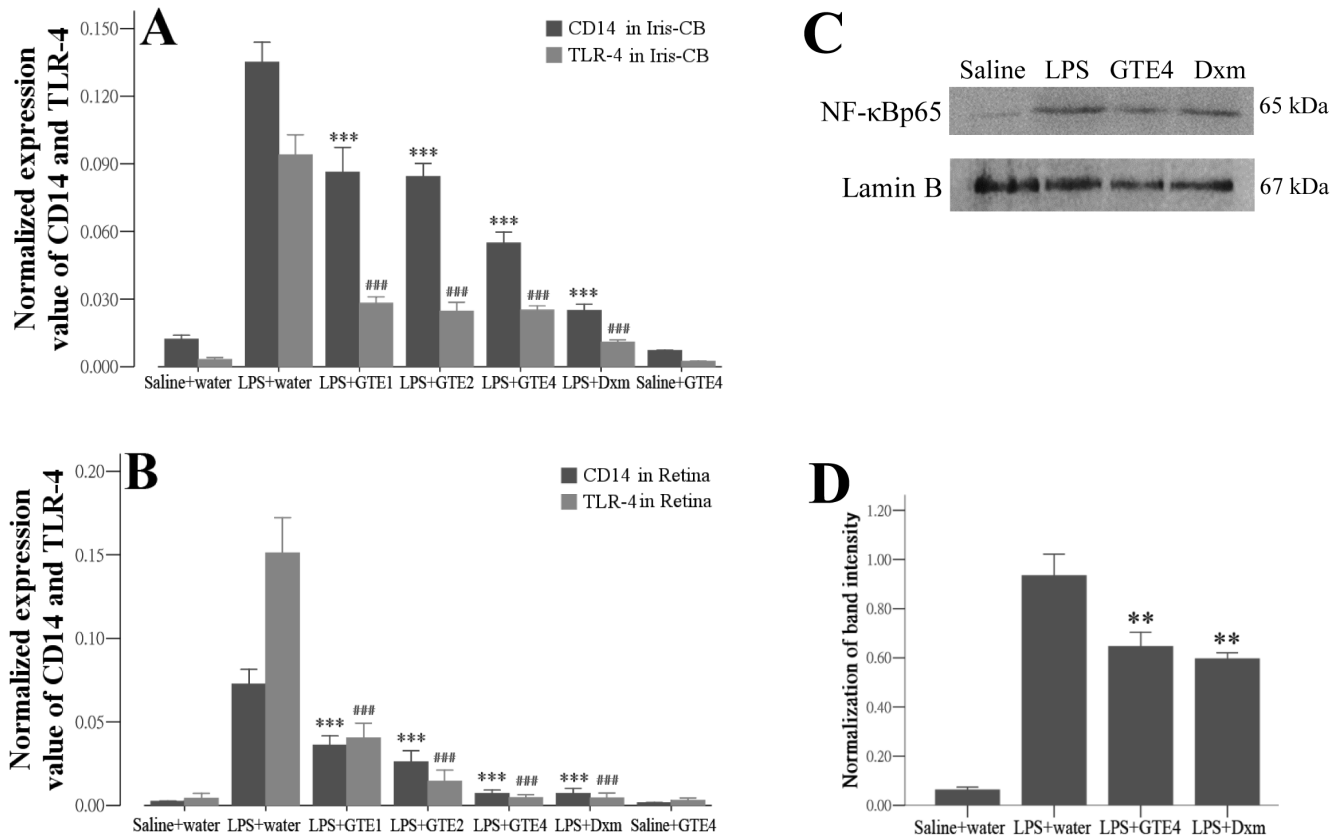 A
CD14 in Iris-CB
TLR-4 in Iris-CB
Normalized expression
value of CD14 and TLR-4
0.150
0.120
0.090
0.060
0.030
0.000
***
###
***
###
***
###
***
###
Saline+water LPS+water LPS+GTE1 LPS+GTE2 LPS+GTE4 LPS+Dxm Saline+GTE4
B
CD14 in Retina
TLR-4 in Retina
Normalized expression
value of CD14 and TLR-4
0.20
0.15
0.10
0.05
0.00
***
###
***
###
***
###
***
###
Saline+water LPS+water LPS+GTE1 LPS+GTE2 LPS+GTE4 LPS+Dxm Saline+GTE4
C
Saline LPS GTE4 Dxm
NF-κBp65 65 kDa
Lamin B 67 kDa
D
Normalization of band intensity
1.20
1.00
0.80
0.60
0.40
0.20
0.00
**
**
Saline+water LPS+water LPS+GTE4 LPS+Dxm